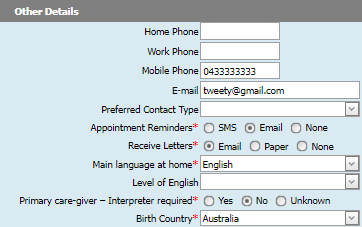 Other Details
Home Phone
Work Phone
Mobile Phone 0433333333
E-mail tweety@gmail.com
Preferred Contact Type
Appointment Reminders* SMS Email None
Receive Letters* Email Paper None
Main language at home* English
Level of English
Primary care-giver – Interpreter required* Yes No Unknown
Birth Country* Australia